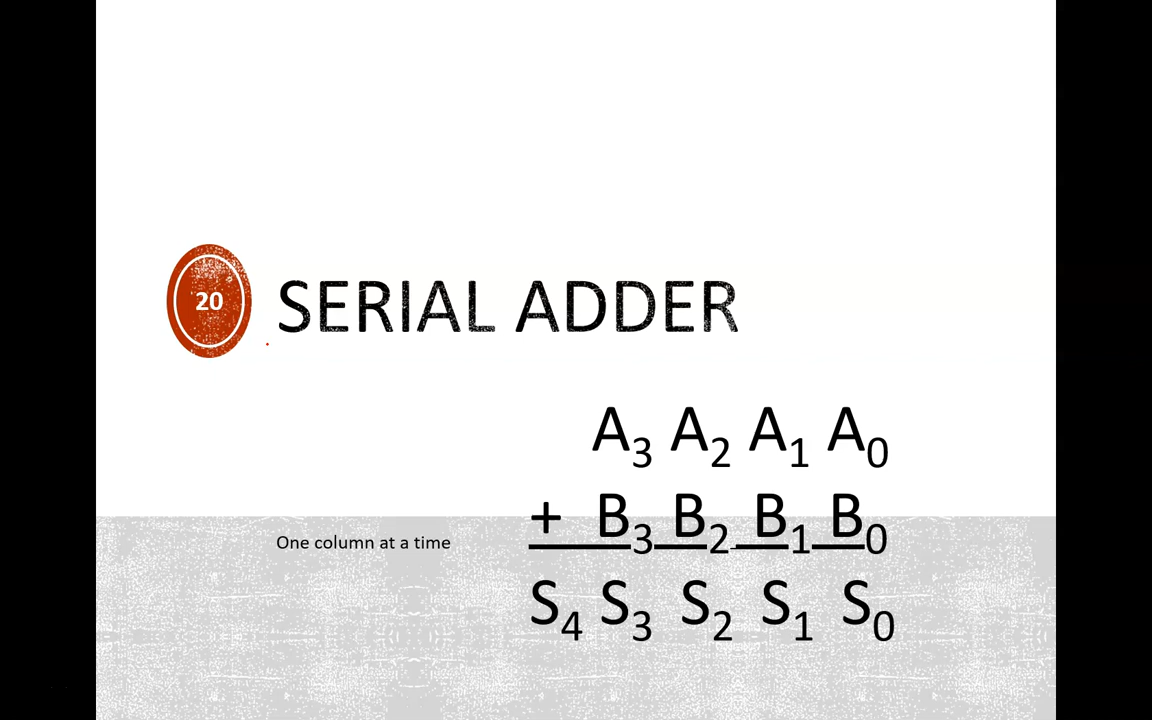 20
SERIAL ADDER
A₃ A₂ A₁ A₀
+ B₃ B₂ B₁ B₀
One column at a time
S₄ S₃ S₂ S₁ S₀